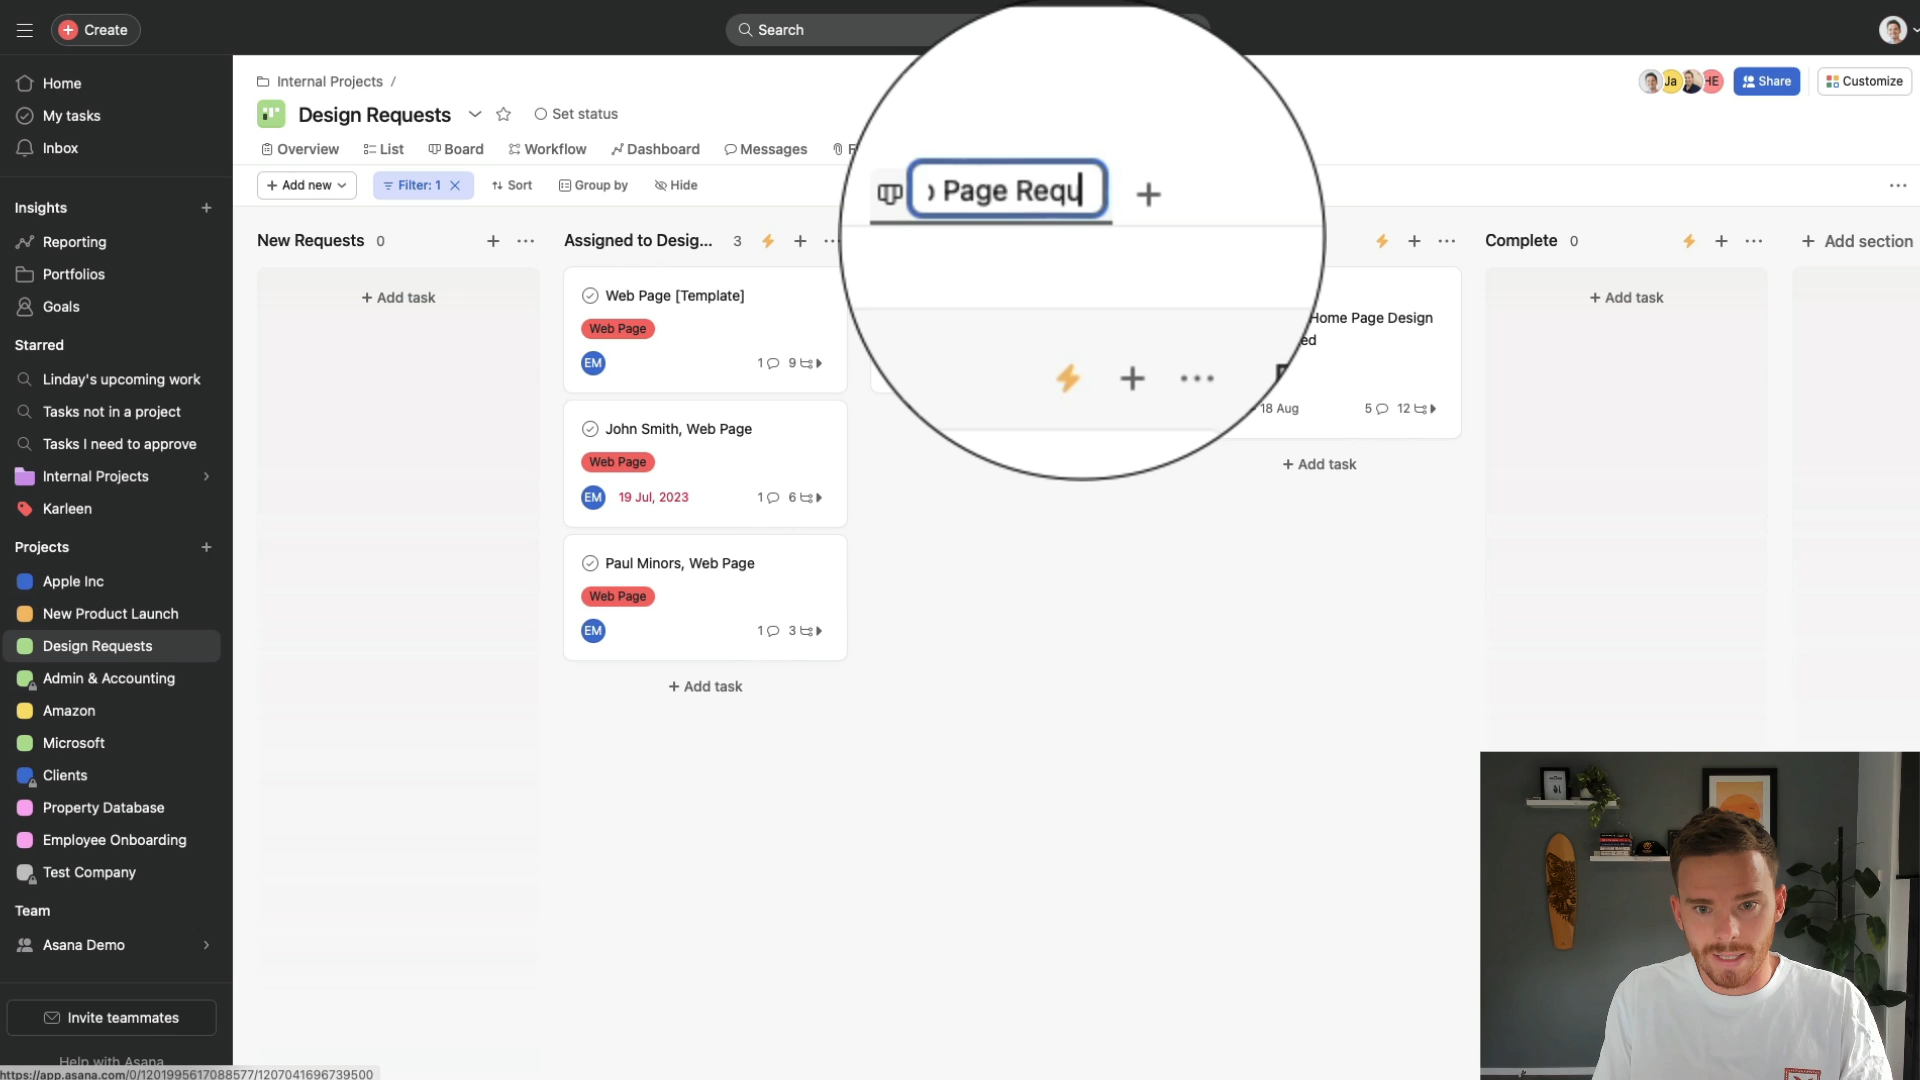 Create
Search
Home
My tasks
Inbox
Insights
Reporting
Portfolios
Goals
Starred
Linday's upcoming work
Tasks not in a project
Tasks I need to approve
Internal Projects
Karleen
Projects
Apple Inc
New Product Launch
Design Requests
Admin & Accounting
Amazon
Microsoft
Clients
Property Database
Employee Onboarding
Test Company
Team
Asana Demo
Invite teammates
Help with Asana
https://app.asana.com/0/1201995617088577/1207041696739500
Internal Projects /
Design Requests Set status
Ja HE Share Customize
Overview List Board Workflow Dashboard Messages
Page Requ
+ Add new Filter: 1 Sort Group by Hide
New Requests 0
+ Add task
Assigned to Desig... 3
Web Page [Template]
Web Page
EM 1 9
John Smith, Web Page
Web Page
EM 19 Jul, 2023 1 6
Paul Minors, Web Page
Web Page
EM 1 3
+ Add task
Home Page Design
18 Aug 5 12
+ Add task
Complete 0
+ Add task
+ Add section